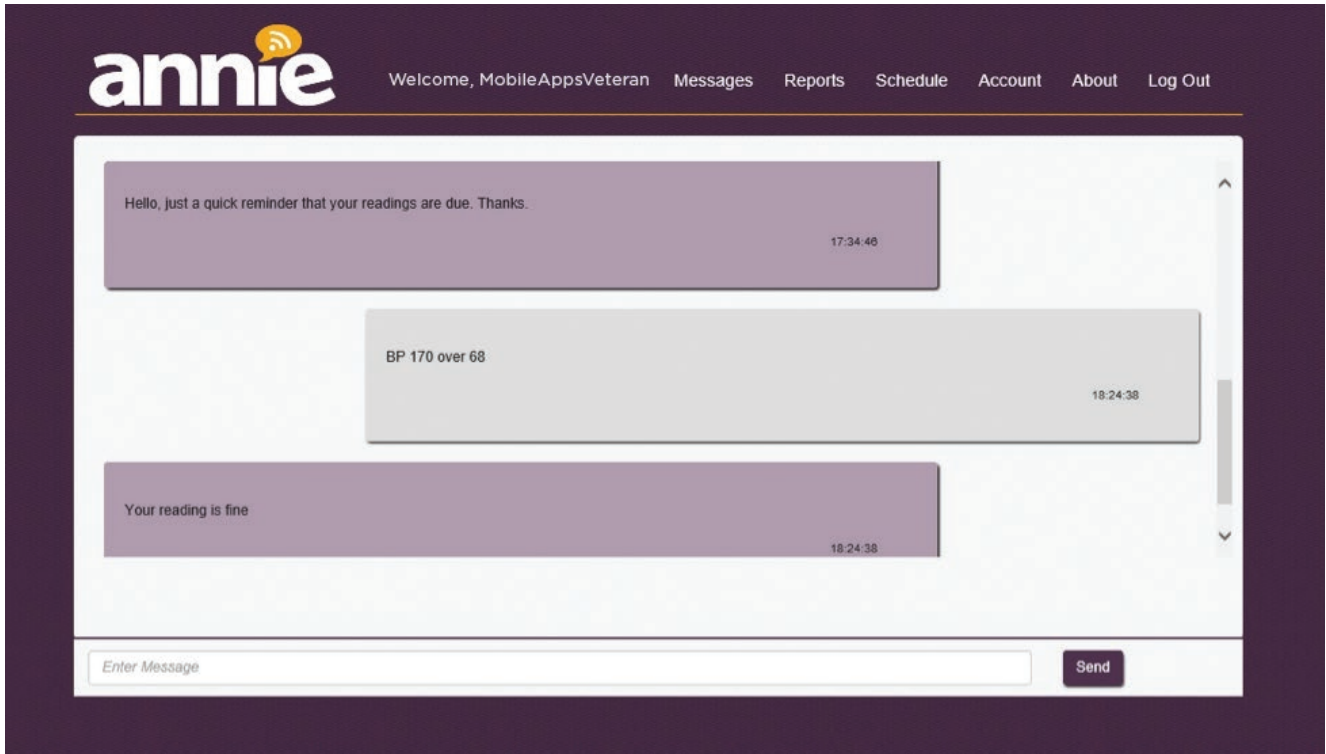 annie
Welcome, MobileAppsVeteran Messages Reports Schedule Account About Log Out
Hello, just a quick reminder that your readings are due. Thanks.
17:34:46
BP 170 over 68
18:24:38
Your reading is fine
18:24:38
Enter Message
Send